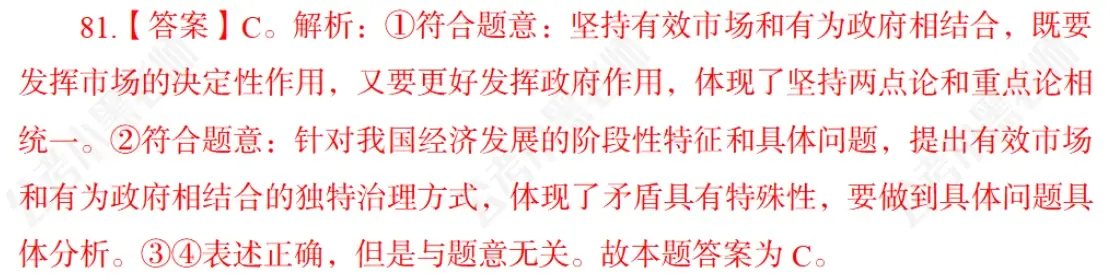 81.【答案】C。解析：①符合题意：坚持有效市场和有为政府相结合，既要
发挥市场的决定性作用，又要更好发挥政府作用，体现了坚持两点论和重点论相
统一。②符合题意：针对我国经济发展的阶段性特征和具体问题，提出有效市场
和有为政府相结合的独特治理方式，体现了矛盾具有特殊性，要做到具体问题具
体分析。③④表述正确，但是与题意无关。故本题答案为 C。